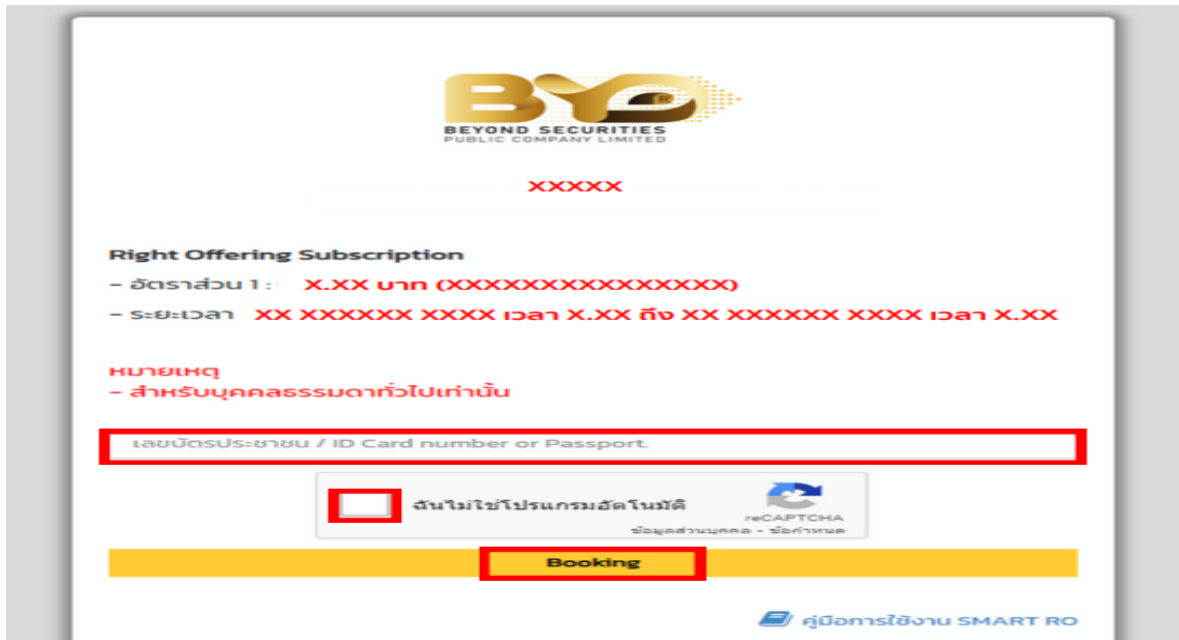 BYD
R
BEYOND SECURITIES
PUBLIC COMPANY LIMITED
XXXXX
Right Offering Subscription
- อัตราส่วน 1 : X.XX บาท (XXXXXXXXXXXXXXX)
- ระยะเวลา XX XXXXXX XXXX เวลา X.XX ถึง XX XXXXXX XXXX เวลา X.XX
หมายเหตุ
- สำหรับบุคคลธรรมดาทั่วไปเท่านั้น
เลขบัตรประชาชน / ID Card number or Passport.
ฉันไม่ใช่โปรแกรมอัตโนมัติ
reCAPTCHA
ข้อมูลส่วนบุคคล - ข้อกำหนด
Booking
คู่มือการใช้งาน SMART RO